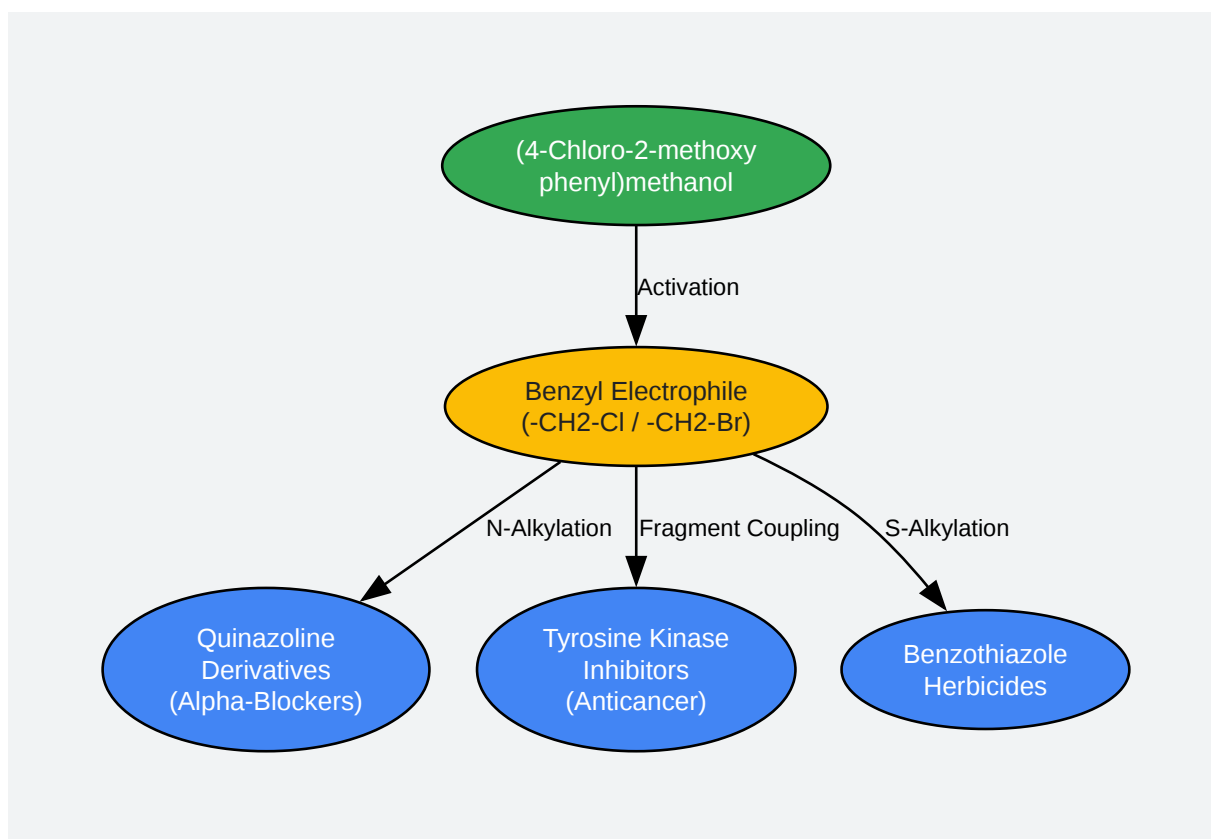 (4-Chloro-2-methoxy
phenyl)methanol
Activation
Benzyl Electrophile
(-CH2-Cl / -CH2-Br)
N-Alkylation
Fragment Coupling
S-Alkylation
Quinazoline
Derivatives
(Alpha-Blockers)
Tyrosine Kinase
Inhibitors
(Anticancer)
Benzothiazole
Herbicides